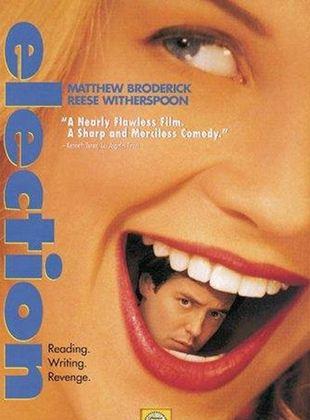 election
MATTHEW BRODERICK
REESE WITHERSPOON
"A Nearly Flawless Film.
A Sharp and Merciless Comedy."
Reading.
Writing.
Revenge.